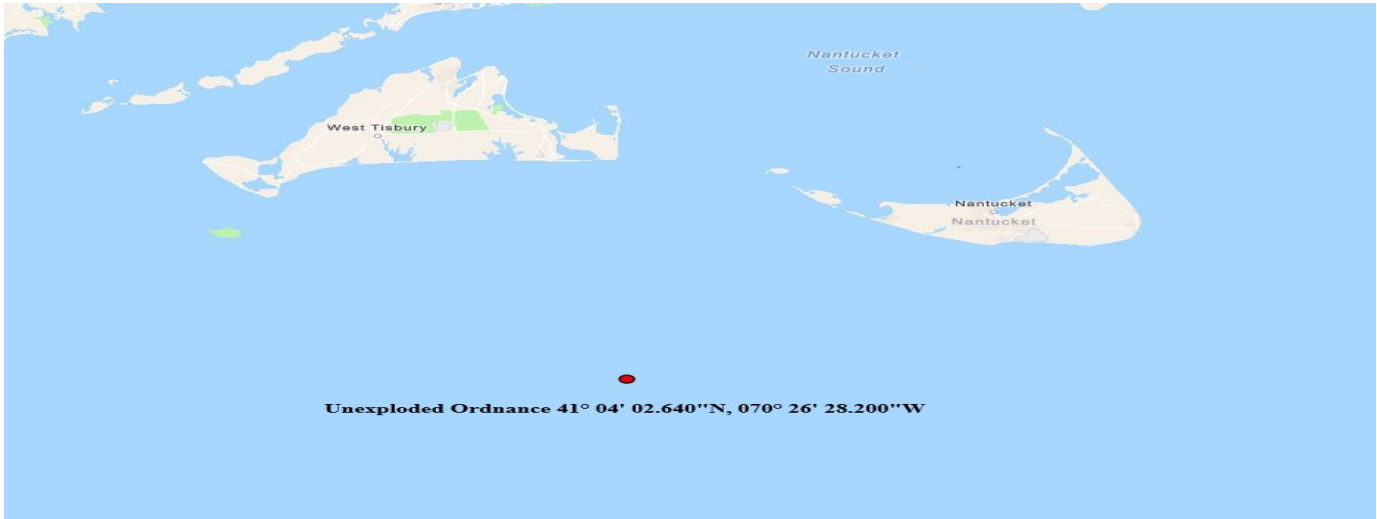 Nantucket
Sound
West Tisbury
Nantucket
Nantucket
Unexploded Ordnance 41° 04' 02.640"N, 070° 26' 28.200"W